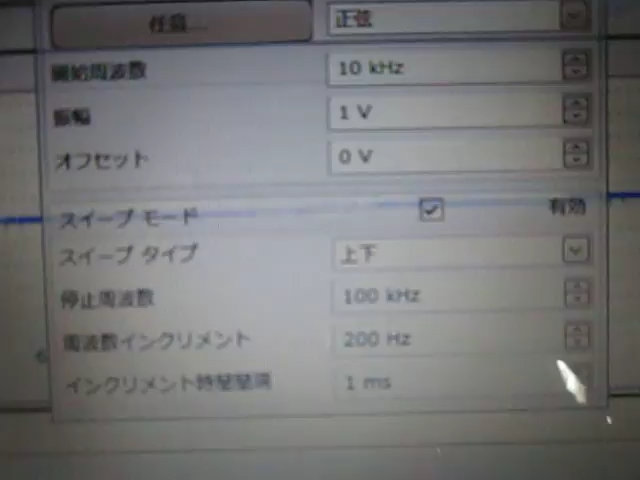 任意... 正弦
開始周波数 10 kHz
振幅 1 V
オフセット 0 V
スイープ モード 有効
スイープ タイプ 上下
停止周波数 100 kHz
周波数インクリメント 200 Hz
インクリメント時間間隔 1 ms